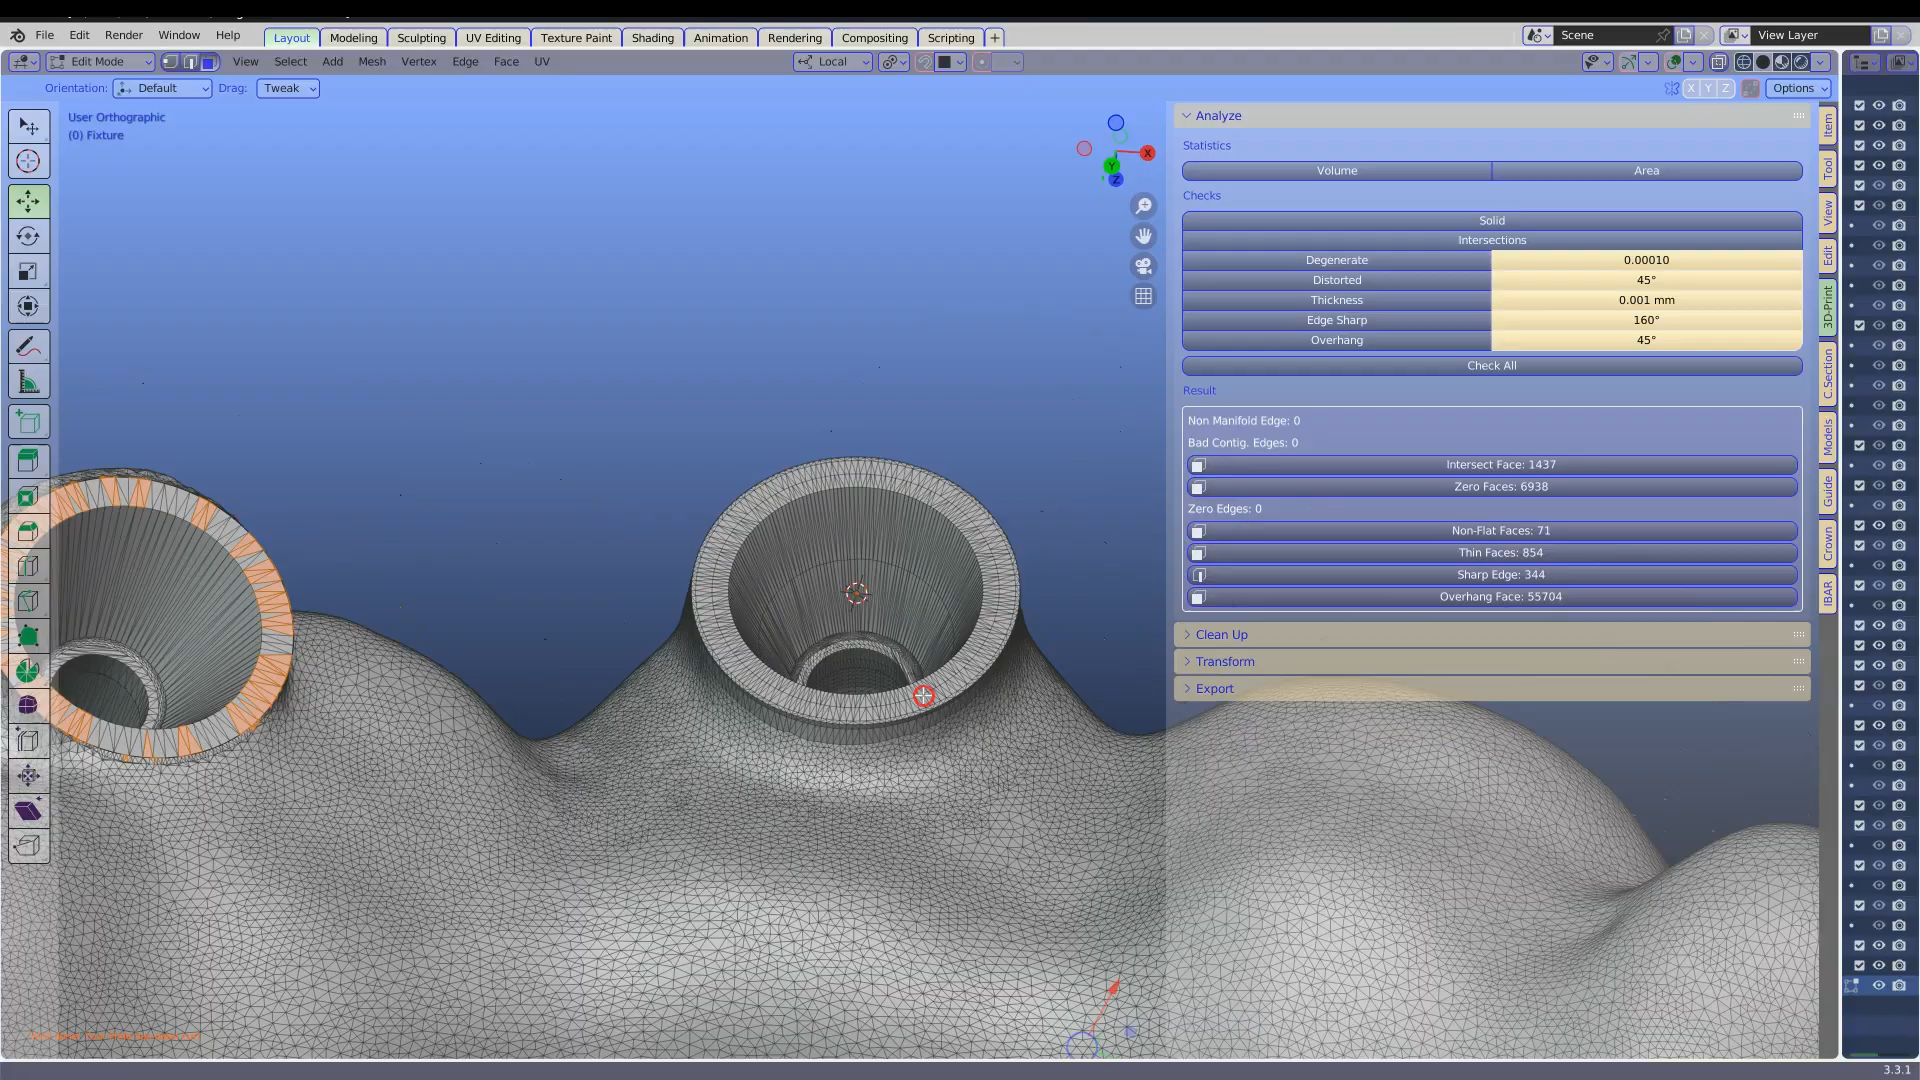 File Edit Render Window Help Layout Modeling Sculpting UV Editing Texture Paint Shading Animation Rendering Compositing Scripting + Scene View Layer
Edit Mode View Select Add Mesh Vertex Edge Face UV Local
Orientation: Default Drag: Tweak X Y Z Options
User Orthographic
(0) Fixture
X
Y
Z
Analyze
Statistics
Volume Area
Checks
Solid
Intersections
Degenerate 0.00010
Distorted 45°
Thickness 0.001 mm
Edge Sharp 160°
Overhang 45°
Check All
Result
Non Manifold Edge: 0
Bad Contig. Edges: 0
Intersect Face: 1437
Zero Faces: 6938
Zero Edges: 0
Non-Flat Faces: 71
Thin Faces: 854
Sharp Edge: 344
Overhang Face: 55704
Clean Up
Transform
Export
Item
Tool
View
Edit
3D-Print
C.Section
Models
Guide
Crown
IBAR
3.3.1